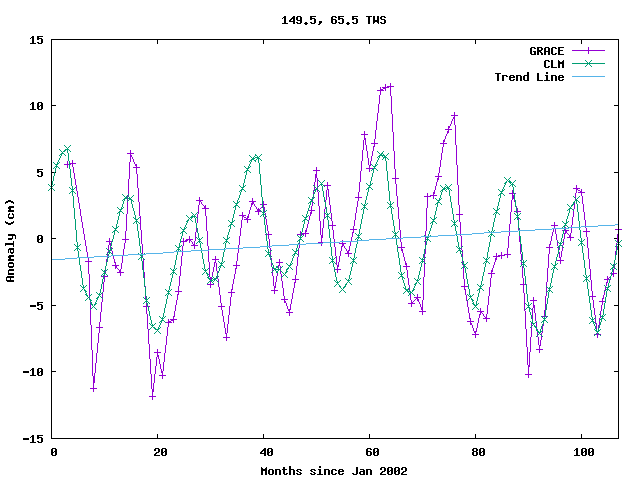 149.5, 65.5 TWS
GRACE
CLM
Trend Line
Anomaly (cm)
15
10
5
0
-5
-10
-15
0 20 40 60 80 100
Months since Jan 2002